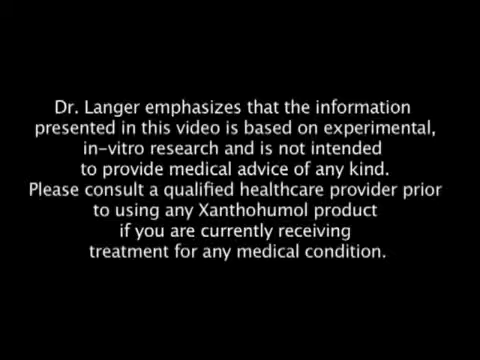 Dr. Langer emphasizes that the information
presented in this video is based on experimental,
in-vitro research and is not intended
to provide medical advice of any kind.
Please consult a qualified healthcare provider prior
to using any Xanthohumol product
if you are currently receiving
treatment for any medical condition.